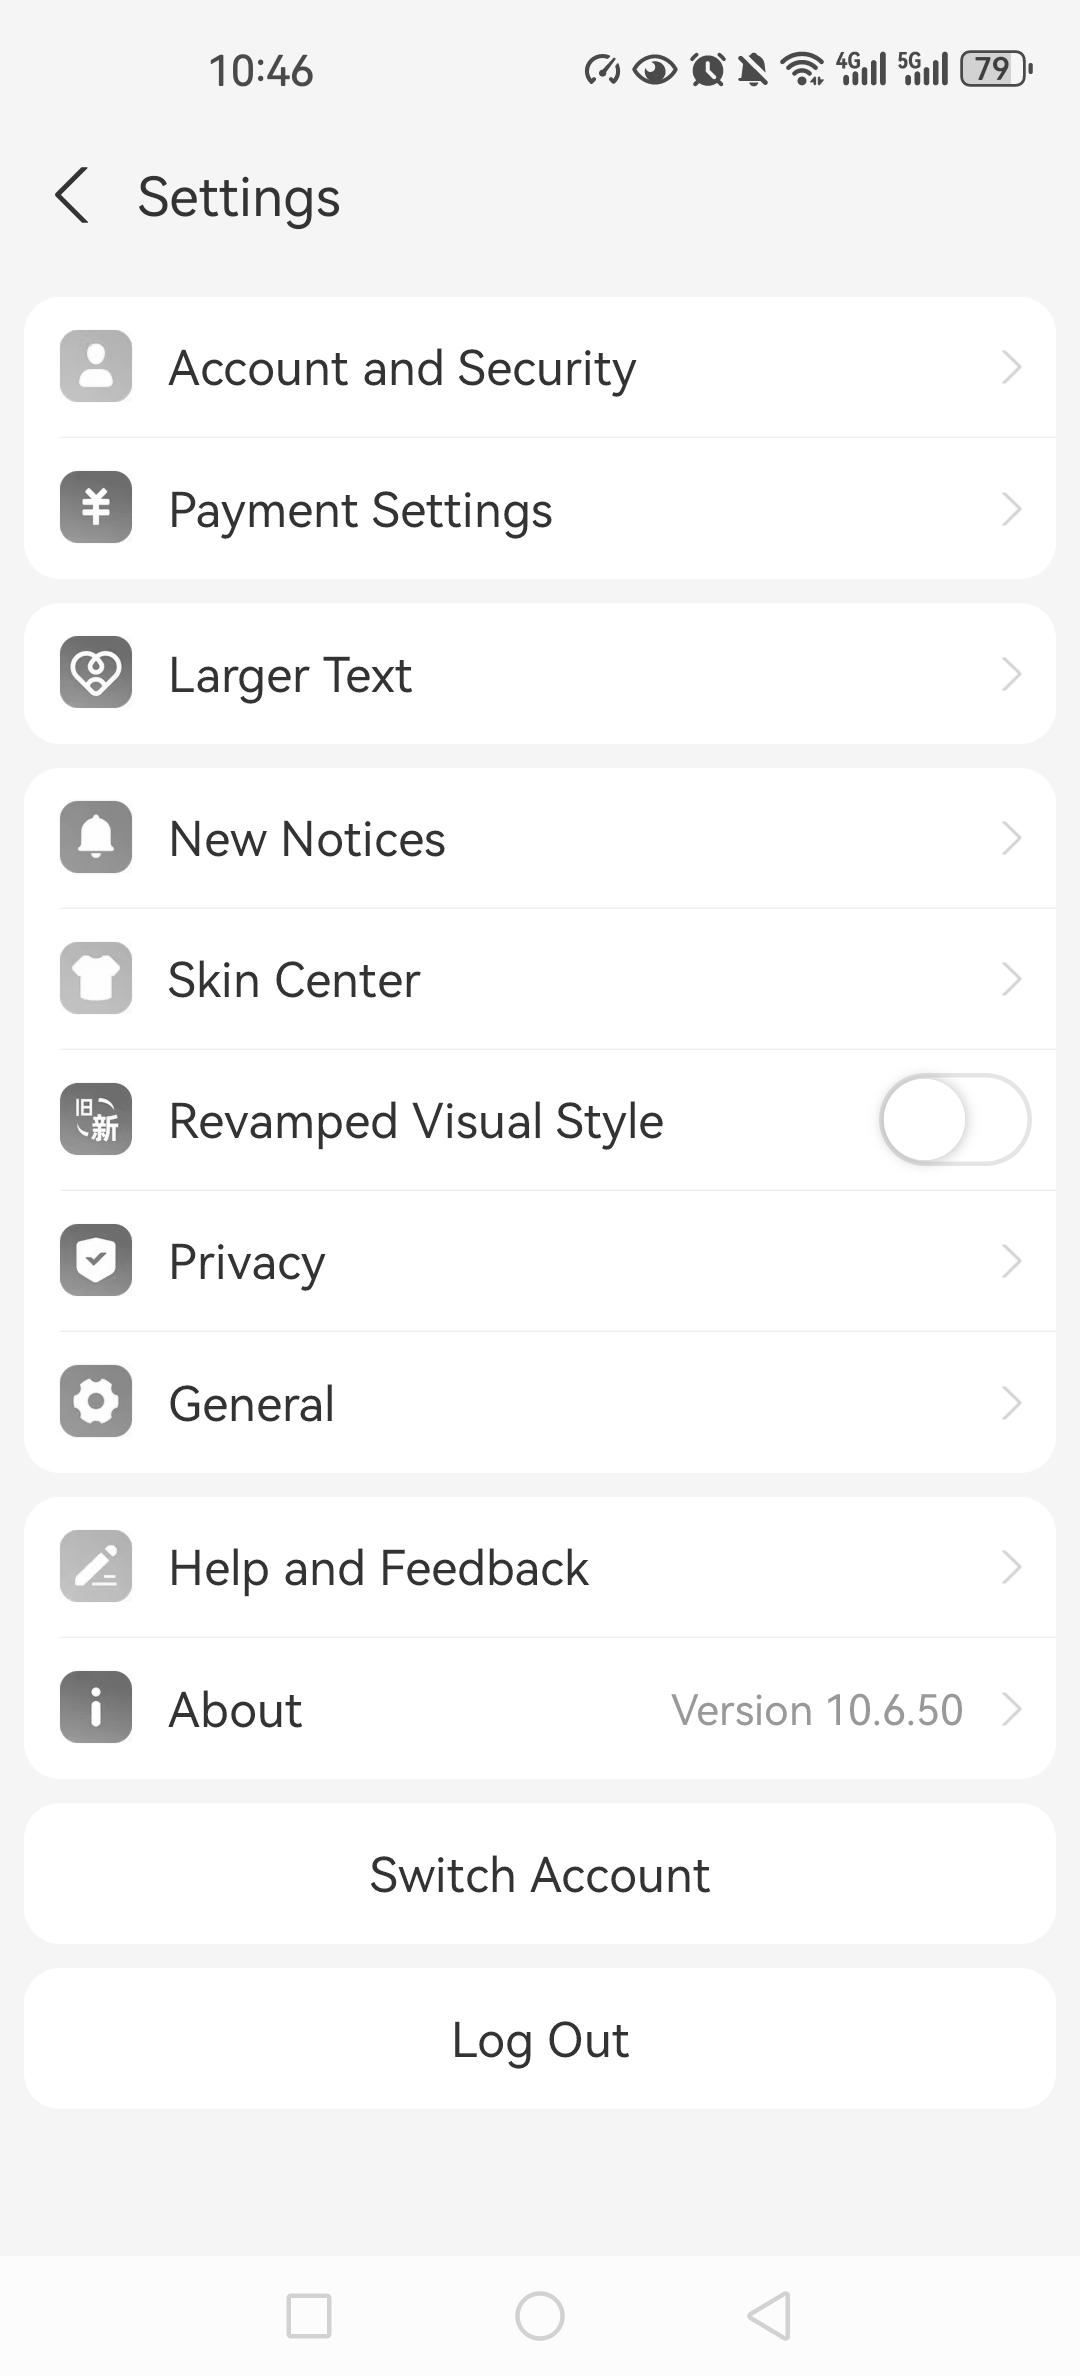 10:46
4G 5G 79
Settings
Account and Security
¥ Payment Settings
Larger Text
New Notices
Skin Center
旧新 Revamped Visual Style
Privacy
General
Help and Feedback
About Version 10.6.50
Switch Account
Log Out